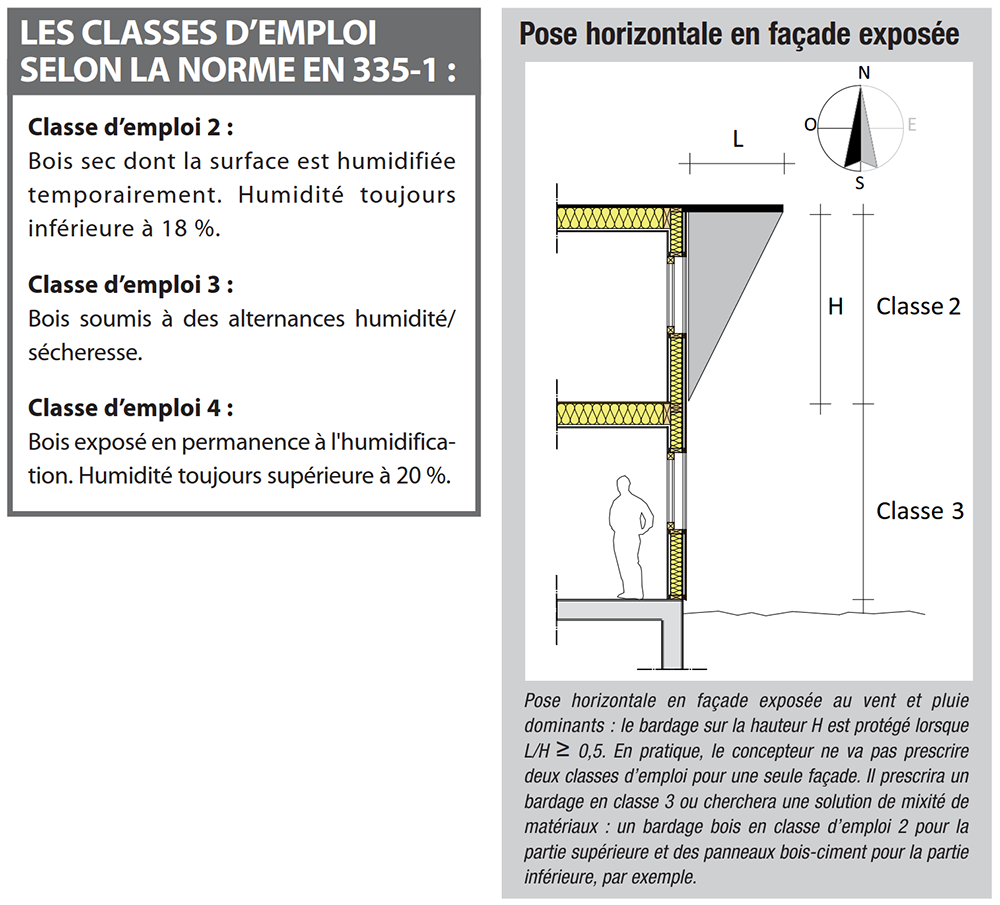 LES CLASSES D'EMPLOI
SELON LA NORME EN 335-1 :
Classe d'emploi 2 :
Bois sec dont la surface est humidifiée
temporairement. Humidité toujours
inférieure à 18 %.
Classe d'emploi 3 :
Bois soumis à des alternances humidité/
sécheresse.
Classe d'emploi 4 :
Bois exposé en permanence à l'humidifica-
tion. Humidité toujours supérieure à 20 %.
Pose horizontale en façade exposée
N
O
E
S
L
H
Classe 2
Classe 3
Pose horizontale en façade exposée au vent et pluie
dominants : le bardage sur la hauteur H est protégé lorsque
L/H ≥ 0,5. En pratique, le concepteur ne va pas prescrire
deux classes d'emploi pour une seule façade. Il prescrira un
bardage en classe 3 ou cherchera une solution de mixité de
matériaux : un bardage bois en classe d'emploi 2 pour la
partie supérieure et des panneaux bois-ciment pour la partie
inférieure, par exemple.